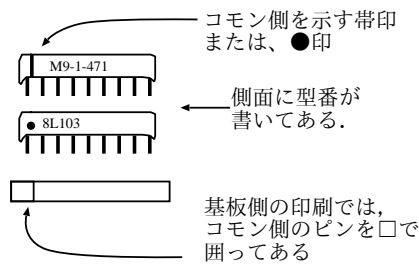 コモン側を示す帯印
または、●印
M9-1-471
側面に型番が
書いてある.
8L103
基板側の印刷では,
コモン側のピンを□で
囲ってある